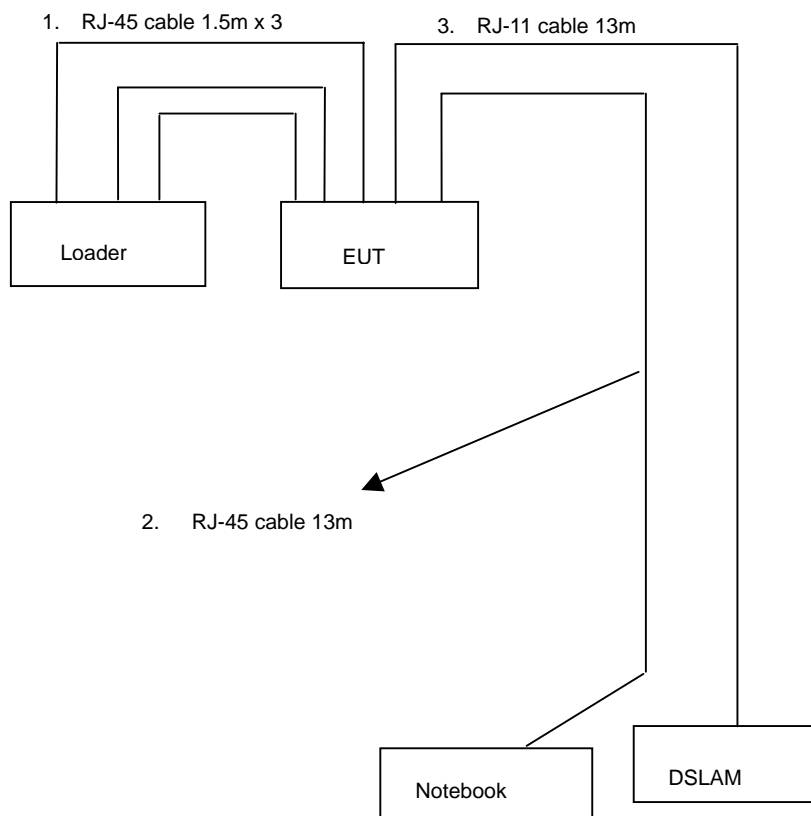 1. RJ-45 cable 1.5m x 3
3. RJ-11 cable 13m
Loader
EUT
2. RJ-45 cable 13m
Notebook
DSLAM